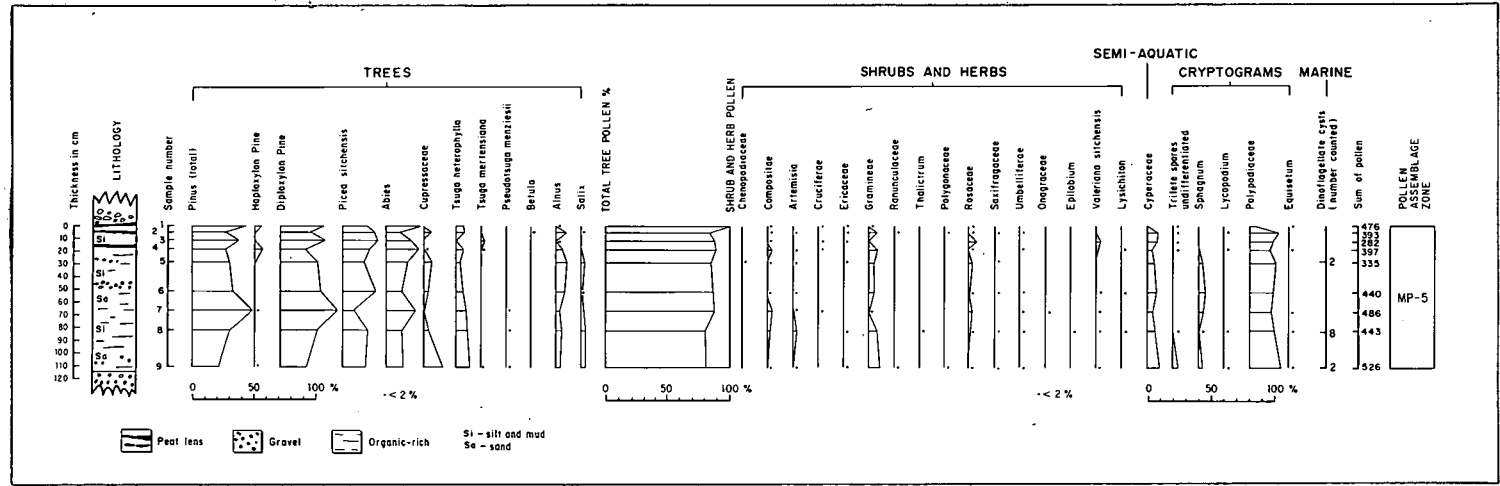 SEMI-AQUATIC
TREES
SHRUBS AND HERBS
CRYPTOGRAMS
MARINE
Thickness in cm
LITHOLOGY
Sample number
Pinus (total)
Haploxylon Pine
Diploxylon Pine
Picea sitchensis
Abies
Cupressaceae
Tsuga heterophylla
Tsuga mertensiana
Pseudotsuga menziesii
Betula
Alnus
Salix
TOTAL TREE POLLEN %
SHRUB AND HERB POLLEN
Chenopodiaceae
Compositae
Artemisia
Cruciferae
Ericaceae
Gramineae
Ranunculaceae
Thalictrum
Polygonaceae
Rosaceae
Saxifragaceae
Umbelliferae
Onagraceae
Epilobium
Valeriana sitchensis
Lysichiton
Cyperaceae
Trilete spores
undifferentiated
Sphagnum
Lycopodium
Polypodiaceae
Equisetum
Dinoflagellate cysts
(number counted)
Sum of pollen
POLLEN
ASSEMBLAGE
ZONE
0
10
20
30
40
50
60
70
80
90
100
110
120
Si
Si
Sa
Si
Sa
1
2
3
4
5
6
7
8
9
2
8
2
476
393
282
397
335
440
486
443
526
MP-5
0 50 100 %
·-< 2 %
0 50 100 %
·-< 2 %
0 50 100 %
Peat lens
Gravel
Organic-rich
Si - silt and mud
Sa - sand